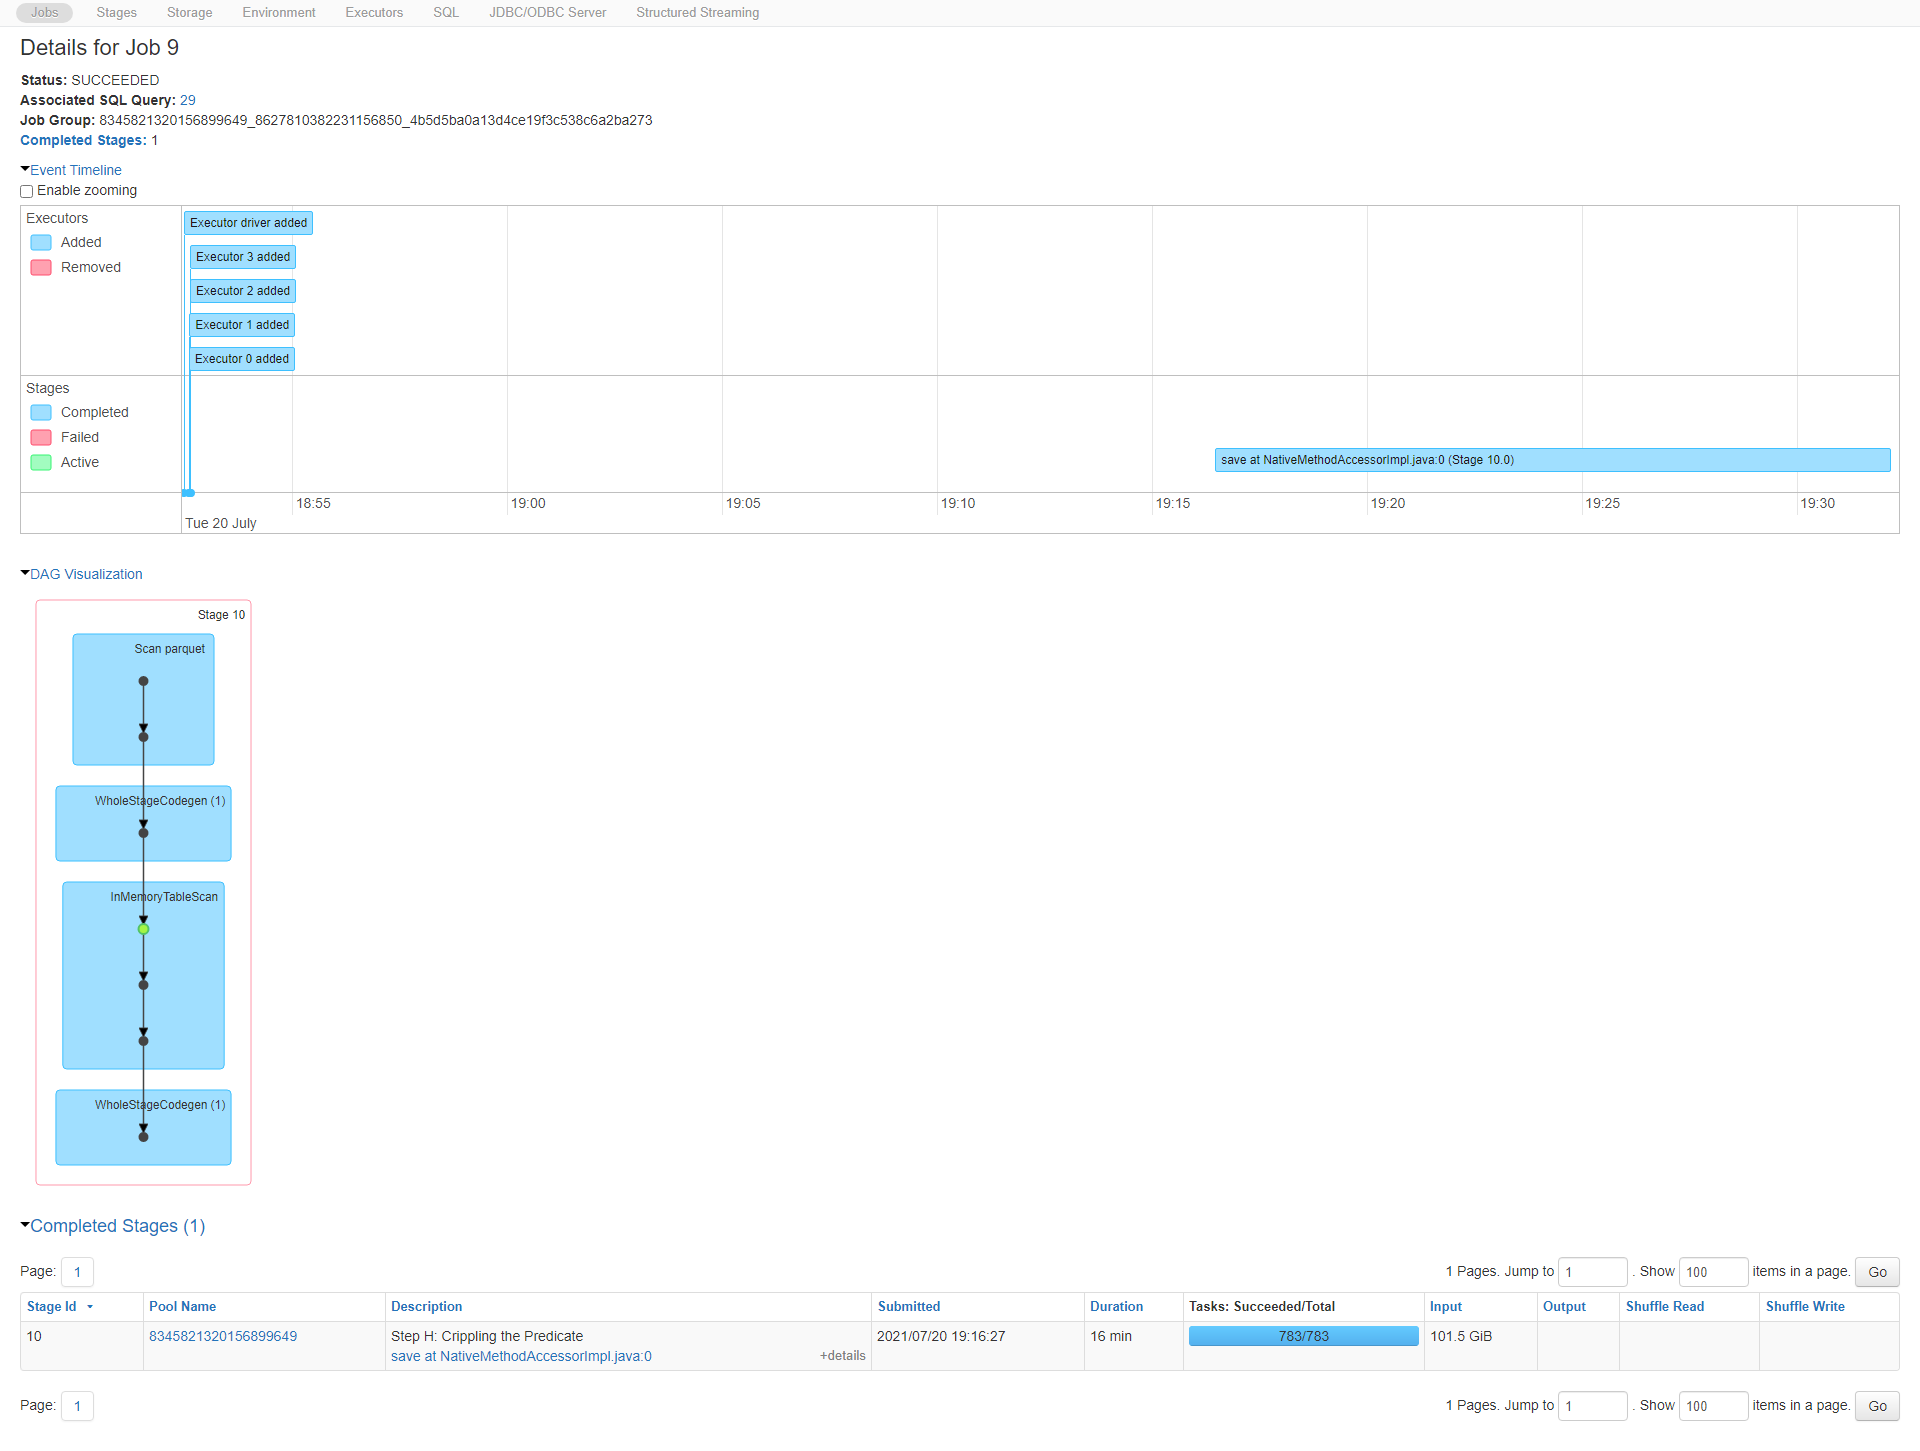 Jobs Stages Storage Environment Executors SQL JDBC/ODBC Server Structured Streaming
Details for Job 9
Status: SUCCEEDED
Associated SQL Query: 29
Job Group: 8345821320156899649_8627810382231156850_4b5d5ba0a13d4ce19f3c538c6a2ba273
Completed Stages: 1
Event Timeline
Enable zooming
Executors
Added
Removed
Executor driver added
Executor 3 added
Executor 2 added
Executor 1 added
Executor 0 added
Stages
Completed
Failed
Active
save at NativeMethodAccessorImpl.java:0 (Stage 10.0)
18:55 19:00 19:05 19:10 19:15 19:20 19:25 19:30
Tue 20 July
DAG Visualization
Stage 10
Scan parquet
WholeStageCodegen (1)
InMemoryTableScan
WholeStageCodegen (1)
Completed Stages (1)
Page: 1 1 Pages. Jump to 1 . Show 100 items in a page. Go
Stage Id Pool Name Description Submitted Duration Tasks: Succeeded/Total Input Output Shuffle Read Shuffle Write
10 8345821320156899649 Step H: Crippling the Predicate 2021/07/20 19:16:27 16 min 783/783 101.5 GiB
save at NativeMethodAccessorImpl.java:0 +details
Page: 1 1 Pages. Jump to 1 . Show 100 items in a page. Go